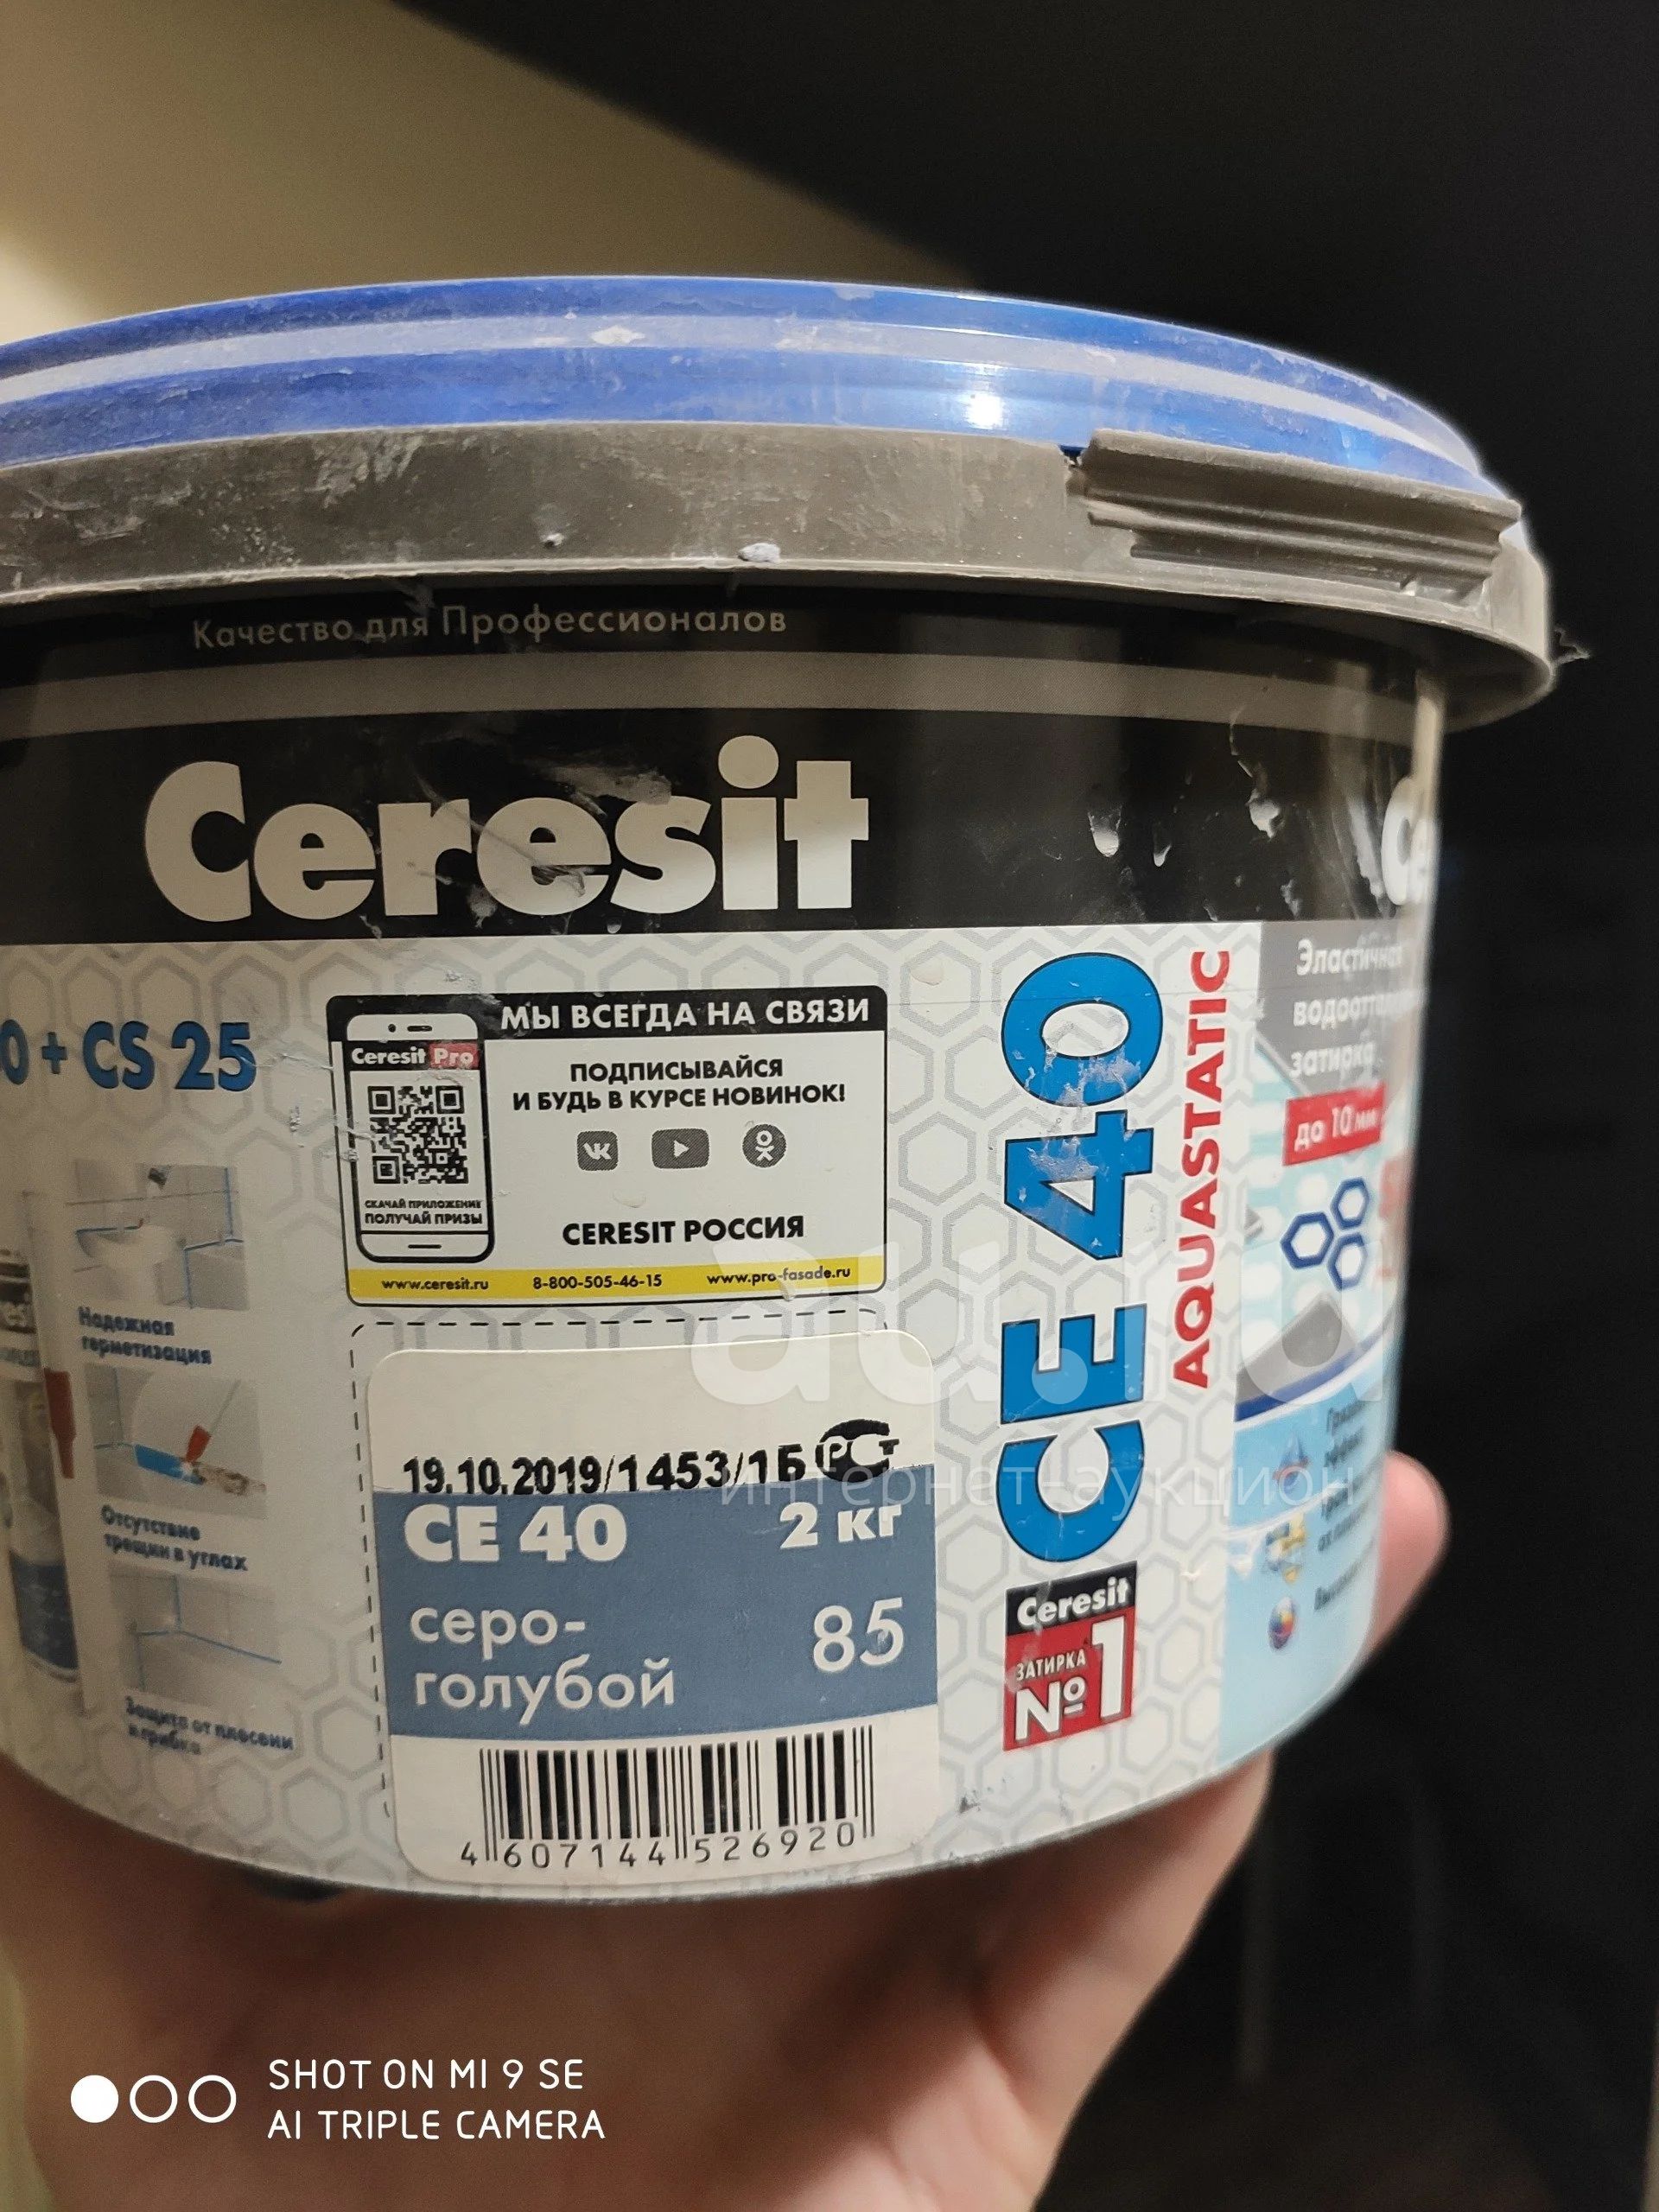 Качество для Профессионалов
Ceresit
+ CS 25
МЫ ВСЕГДА НА СВЯЗИ
Ceresit Pro
ПОДПИСЫВАЙСЯ
И БУДЬ В КУРСЕ НОВИНОК!
СКАЧАЙ ПРИЛОЖЕНИЕ
ПОЛУЧАЙ ПРИЗЫ
CERESIT РОССИЯ
www.ceresit.ru 8-800-505-46-15 www.pro-fasade.ru
Надежная
герметизация
Отсутствие
трещин в углах
Защита от плесени
и грибка
19.10.2019/1453/1Б РСТ
CE 40 2 кг
серо-
голубой
85
4 607144 526920
CE 40
AQUASTATIC
Ceresit
ЗАТИРКА
№1
затирка
до 10 мм
au.ru
интернет-аукцион
SHOT ON MI 9 SE
AI TRIPLE CAMERA